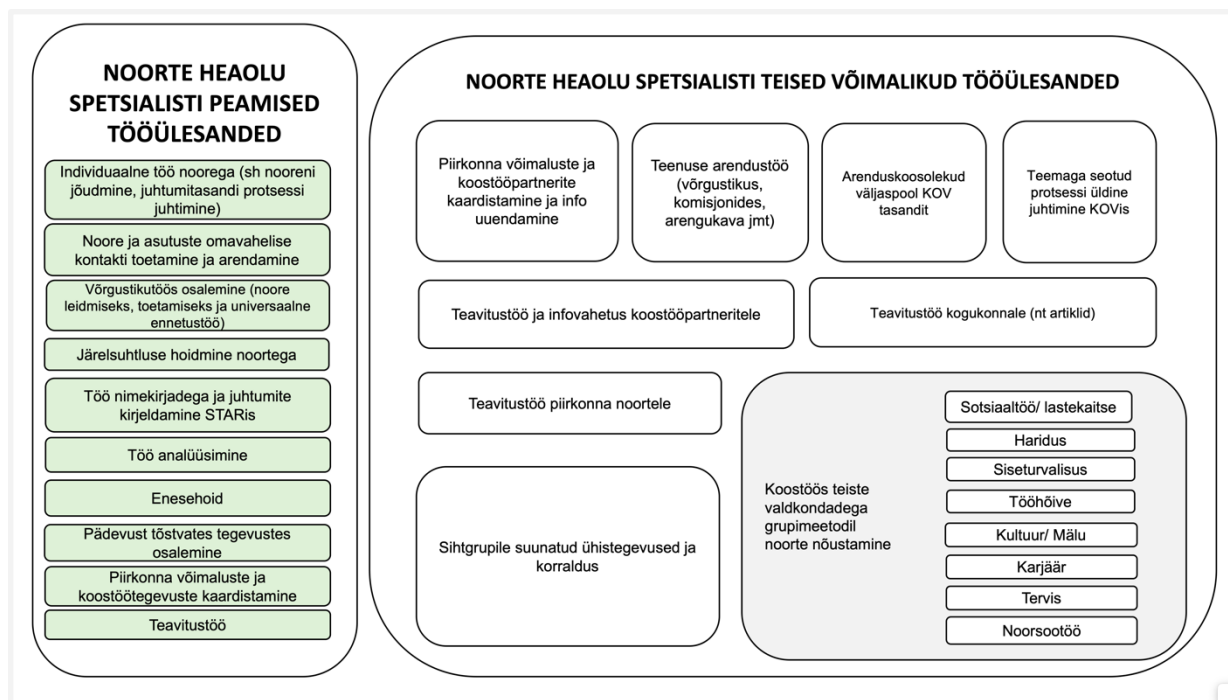 NOORTE HEAOLU
SPETSIALISTI PEAMISED
TÖÖÜLESANDED
Individuaalne töö noorega (sh nooreni
jõudmine, juhtumitasandi protsessi
juhtimine)
Noore ja asutuste omavahelise
kontakti toetamine ja arendamine
Võrgustikutöös osalemine (noore
leidmiseks, toetamiseks ja universaalne
ennetustöö)
Järelsuhtluse hoidmine noortega
Töö nimekirjadega ja juhtumite
kirjeldamine STARis
Töö analüüsimine
Enesehoid
Pädevust tõstvates tegevustes
osalemine
Piirkonna võimaluste ja
koostöötegevuste kaardistamine
Teavitustöö
NOORTE HEAOLU SPETSIALISTI TEISED VÕIMALIKUD TÖÖÜLESANDED
Piirkonna võimaluste ja
koostööpartnerite
kaardistamine ja info
uuendamine
Teenuse arendustöö
(võrgustikus,
komisjonides,
arengukava jmt)
Arenduskoosolekud
väljaspool KOV
tasandit
Teemaga seotud
protsessi üldine
juhtimine KOVis
Teavitustöö ja infovahetus koostööpartneritele
Teavitustöö kogukonnale (nt artiklid)
Teavitustöö piirkonna noortele
Sihtgrupile suunatud ühistegevused ja
korraldus
Koostöös teiste
valdkondadega
grupimeetodil
noorte nõustamine
Sotsiaaltöö/ lastekaitse
Haridus
Siseturvalisus
Tööhõive
Kultuur/ Mälu
Karjäär
Tervis
Noorsootöö